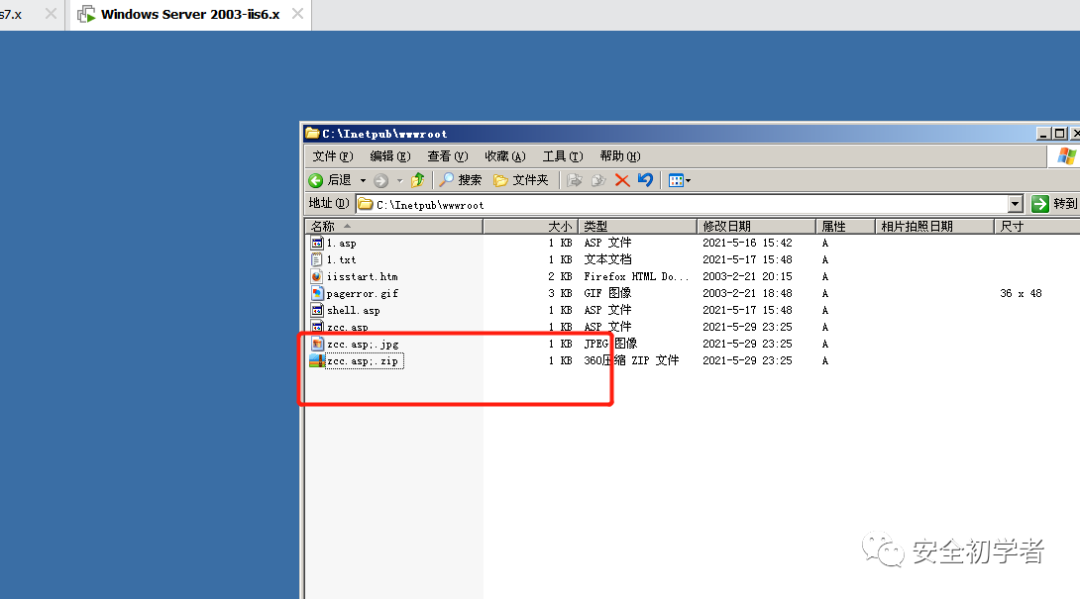 s7.x Windows Server 2003-iis6.x
C:\Inetpub\wwwroot
文件(F) 编辑(E) 查看(V) 收藏(A) 工具(T) 帮助(H)
后退 搜索 文件夹
地址(D) C:\Inetpub\wwwroot 转到
名称 大小 类型 修改日期 属性 相片拍照日期 尺寸
1.asp 1 KB ASP 文件 2021-5-16 15:42 A
1.txt 1 KB 文本文档 2021-5-17 15:48 A
iisstart.htm 2 KB Firefox HTML Do... 2003-2-21 20:15 A
pagerror.gif 3 KB GIF 图像 2003-2-21 18:48 A 36 x 48
shell.asp 1 KB ASP 文件 2021-5-17 15:48 A
zcc.asp 1 KB ASP 文件 2021-5-29 23:25 A
zcc.asp;.jpg 1 KB JPEG 图像 2021-5-29 23:25 A
zcc.asp;.zip 1 KB 360压缩 ZIP 文件 2021-5-29 23:25 A
安全初学者